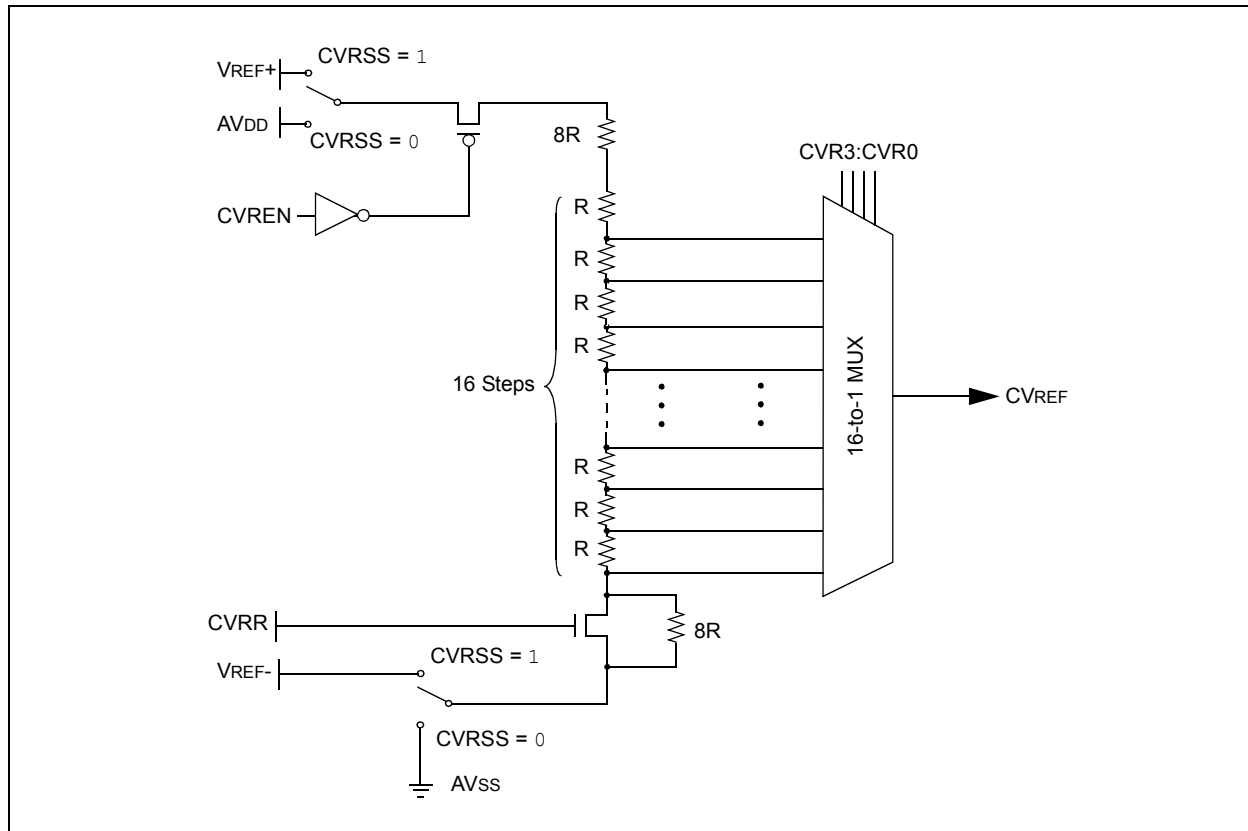 CVRSS = 1
VREF+
AVDD
CVRSS = 0
8R
CVR3:CVR0
CVREN
R
R
R
R
16 Steps
16-to-1 MUX
CVREF
R
R
R
CVRR
8R
CVRSS = 1
VREF-
CVRSS = 0
AVSS